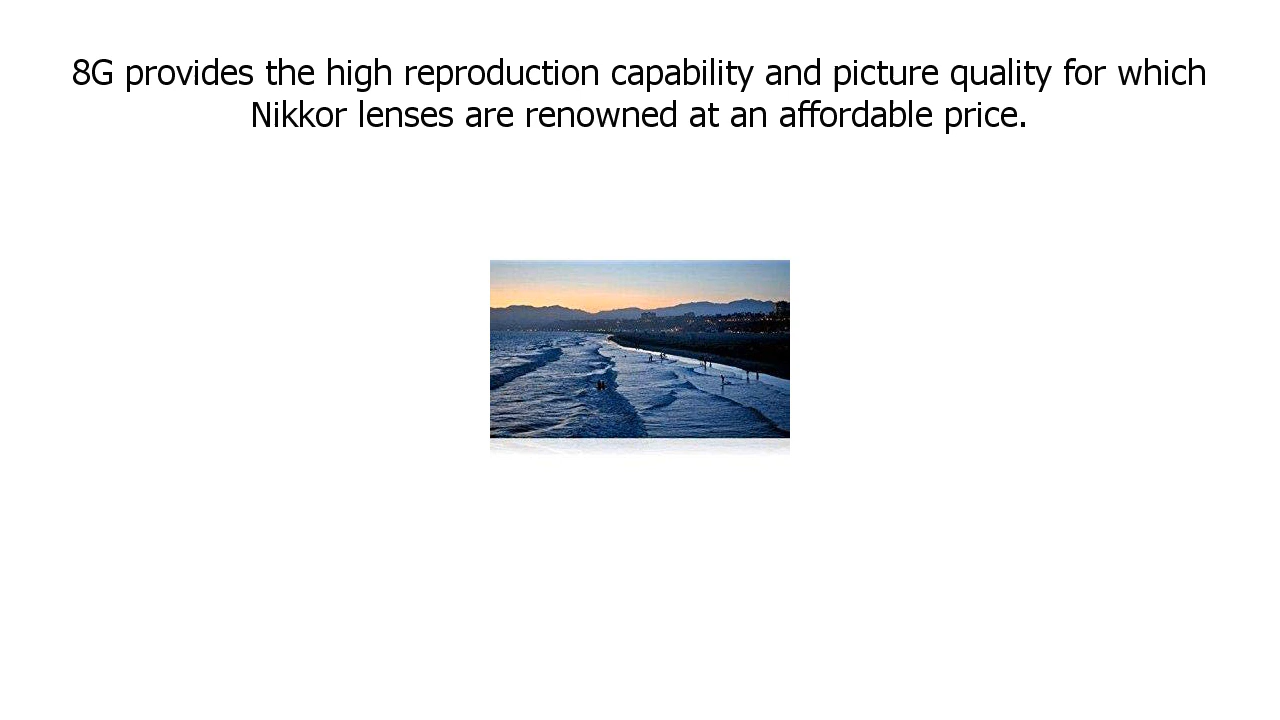 8G provides the high reproduction capability and picture quality for which
Nikkor lenses are renowned at an affordable price.